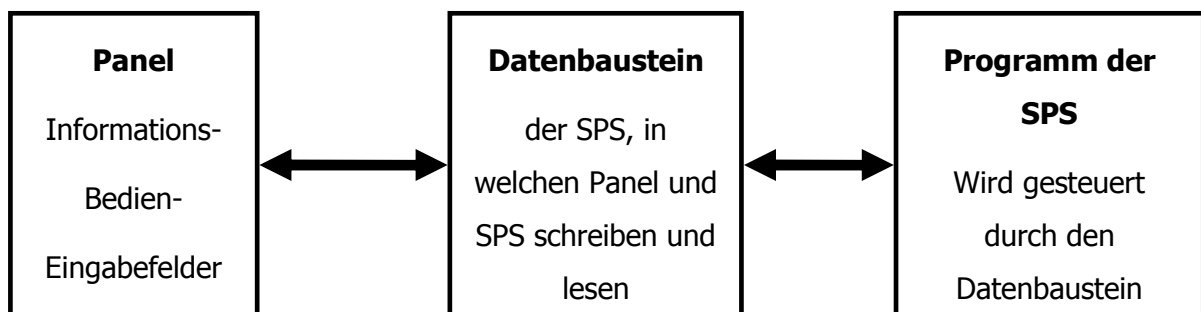 Panel
Informations-
Bedien-
Eingabefelder
Datenbaustein
der SPS, in
welchen Panel und
SPS schreiben und
lesen
Programm der
SPS
Wird gesteuert
durch den
Datenbaustein